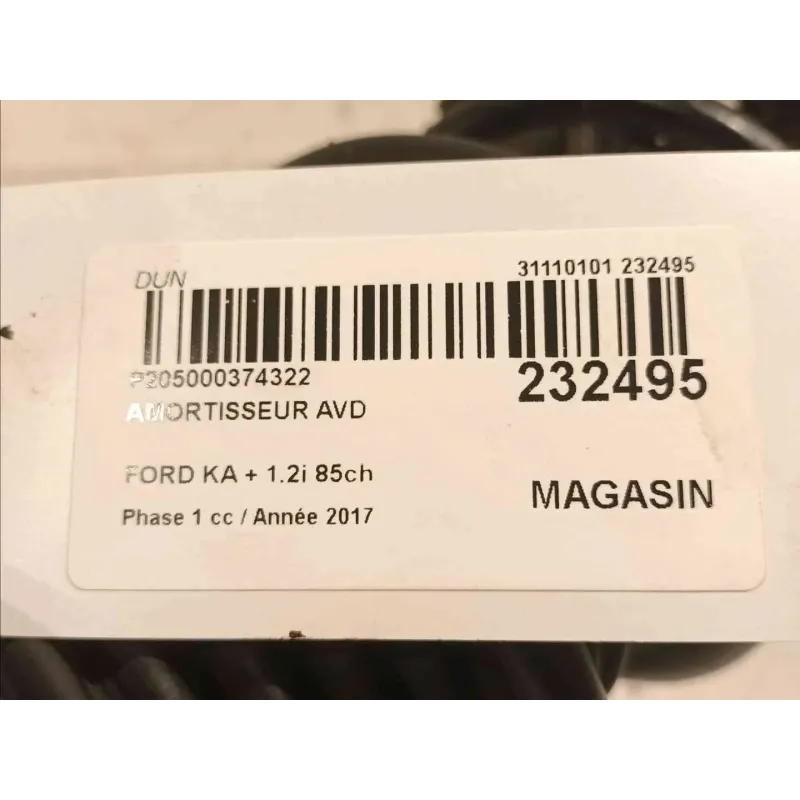 DUN
31110101 232495
P205000374322
232495
AMORTISSEUR AVD
FORD KA + 1.2i 85ch
MAGASIN
Phase 1 cc / Année 2017